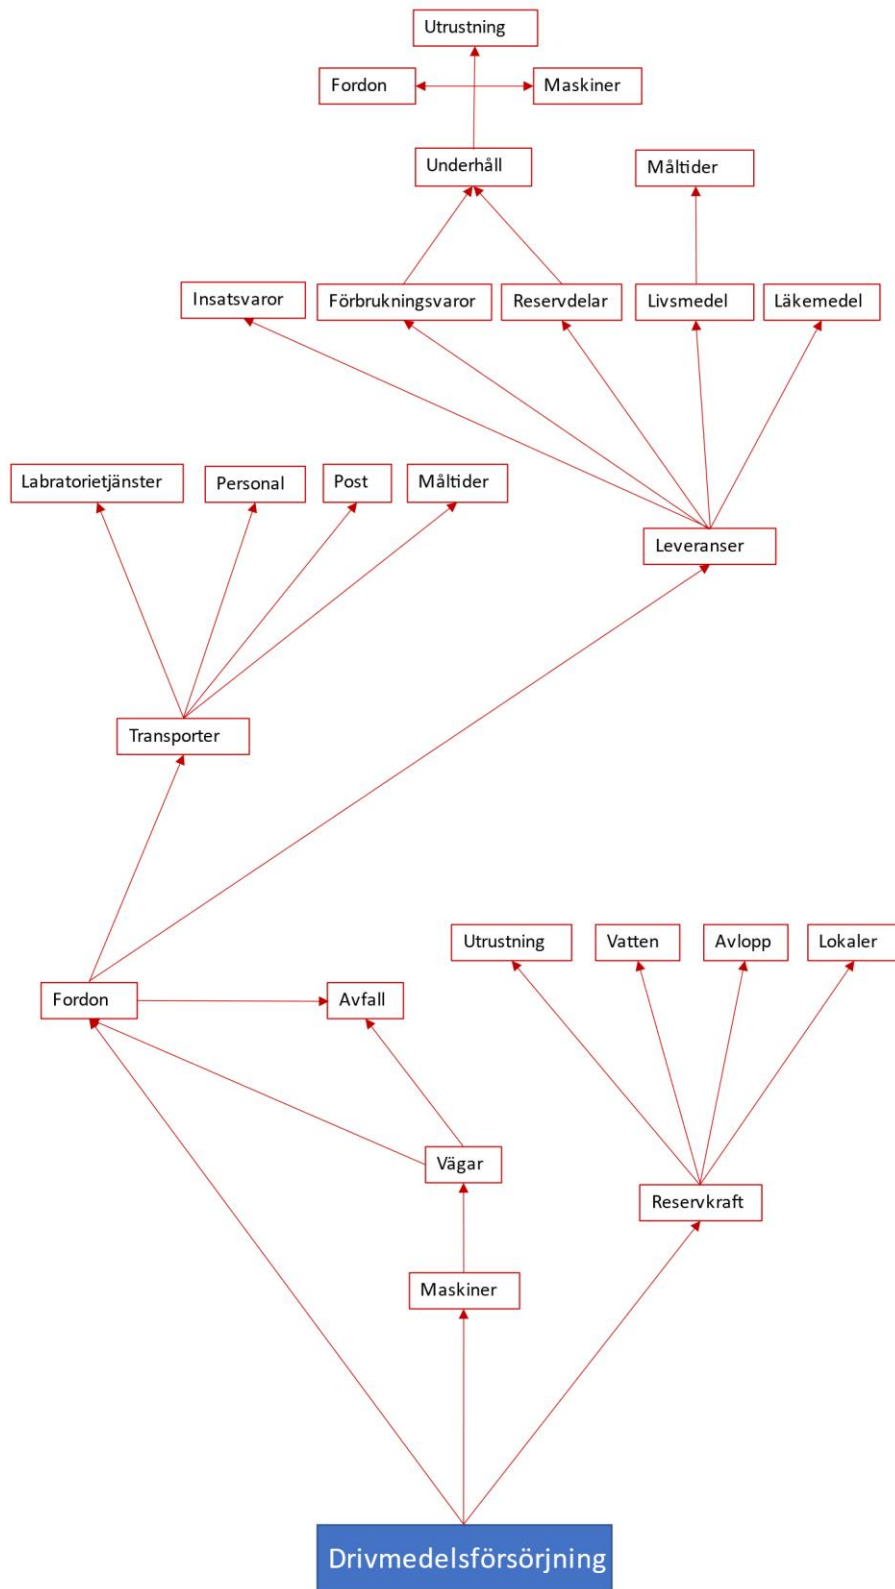 Utrustning
Fordon
Maskiner
Underhåll
Måltider
Insatsvaror
Förbrukningsvaror
Reservdelar
Livsmedel
Läkemedel
Labratorietjänster
Personal
Post
Måltider
Leveranser
Transporter
Utrustning
Vatten
Avlopp
Lokaler
Fordon
Avfall
Vägar
Reservkraft
Maskiner
Drivmedelsförsörjning